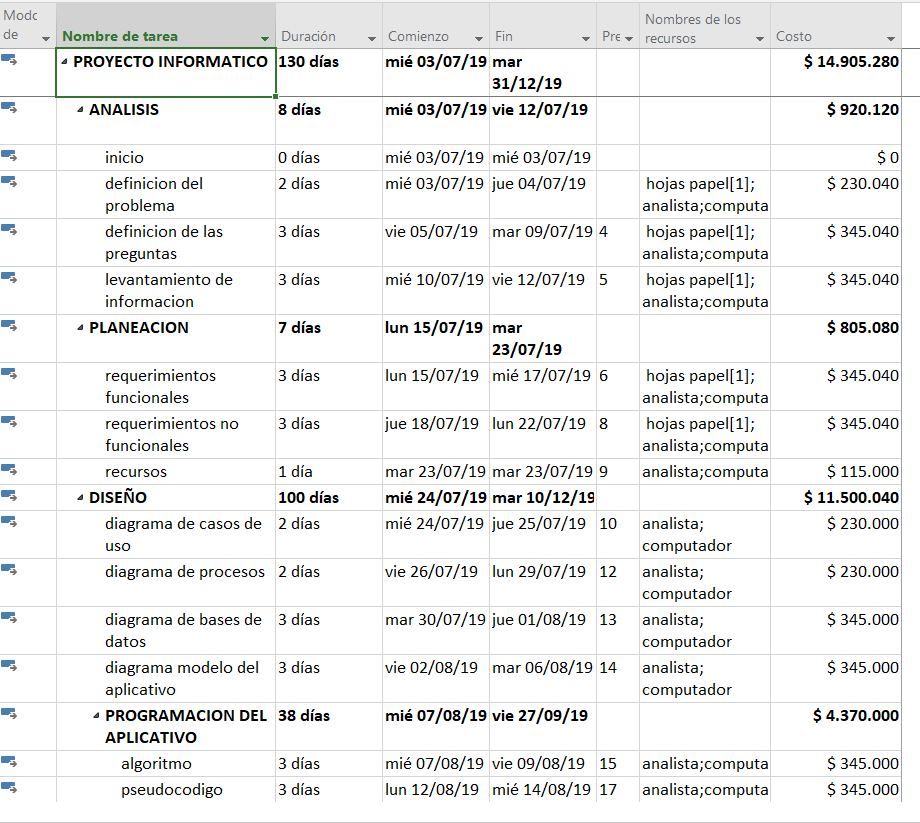 Modo de Nombre de tarea Duración Comienzo Fin Pre Nombres de los recursos Costo
PROYECTO INFORMATICO 130 días mié 03/07/19 mar 31/12/19 $ 14.905.280
ANALISIS 8 días mié 03/07/19 vie 12/07/19 $ 920.120
inicio 0 días mié 03/07/19 mié 03/07/19 $ 0
definicion del problema 2 días mié 03/07/19 jue 04/07/19 hojas papel[1]; analista;computa $ 230.040
definicion de las preguntas 3 días vie 05/07/19 mar 09/07/19 4 hojas papel[1]; analista;computa $ 345.040
levantamiento de informacion 3 días mié 10/07/19 vie 12/07/19 5 hojas papel[1]; analista;computa $ 345.040
PLANEACION 7 días lun 15/07/19 mar 23/07/19 $ 805.080
requerimientos funcionales 3 días lun 15/07/19 mié 17/07/19 6 hojas papel[1]; analista;computa $ 345.040
requerimientos no funcionales 3 días jue 18/07/19 lun 22/07/19 8 hojas papel[1]; analista;computa $ 345.040
recursos 1 día mar 23/07/19 mar 23/07/19 9 analista;computa $ 115.000
DISEÑO 100 días mié 24/07/19 mar 10/12/19 $ 11.500.040
diagrama de casos de uso 2 días mié 24/07/19 jue 25/07/19 10 analista; computador $ 230.000
diagrama de procesos 2 días vie 26/07/19 lun 29/07/19 12 analista; computador $ 230.000
diagrama de bases de datos 3 días mar 30/07/19 jue 01/08/19 13 analista; computador $ 345.000
diagrama modelo del aplicativo 3 días vie 02/08/19 mar 06/08/19 14 analista; computador $ 345.000
PROGRAMACION DEL APLICATIVO 38 días mié 07/08/19 vie 27/09/19 $ 4.370.000
algoritmo 3 días mié 07/08/19 vie 09/08/19 15 analista;computa $ 345.000
pseudocodigo 3 días lun 12/08/19 mié 14/08/19 17 analista;computa $ 345.000